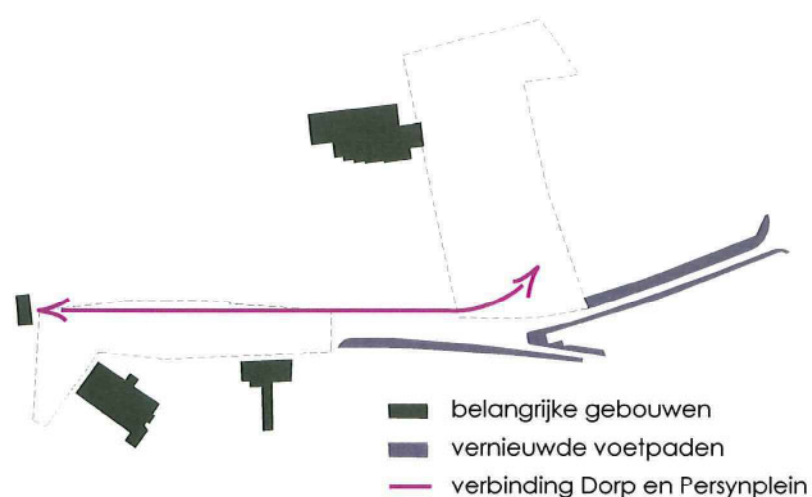 belangrijke gebouwen
vernieuwde voetpaden
verbinding Dorp en Persynplein